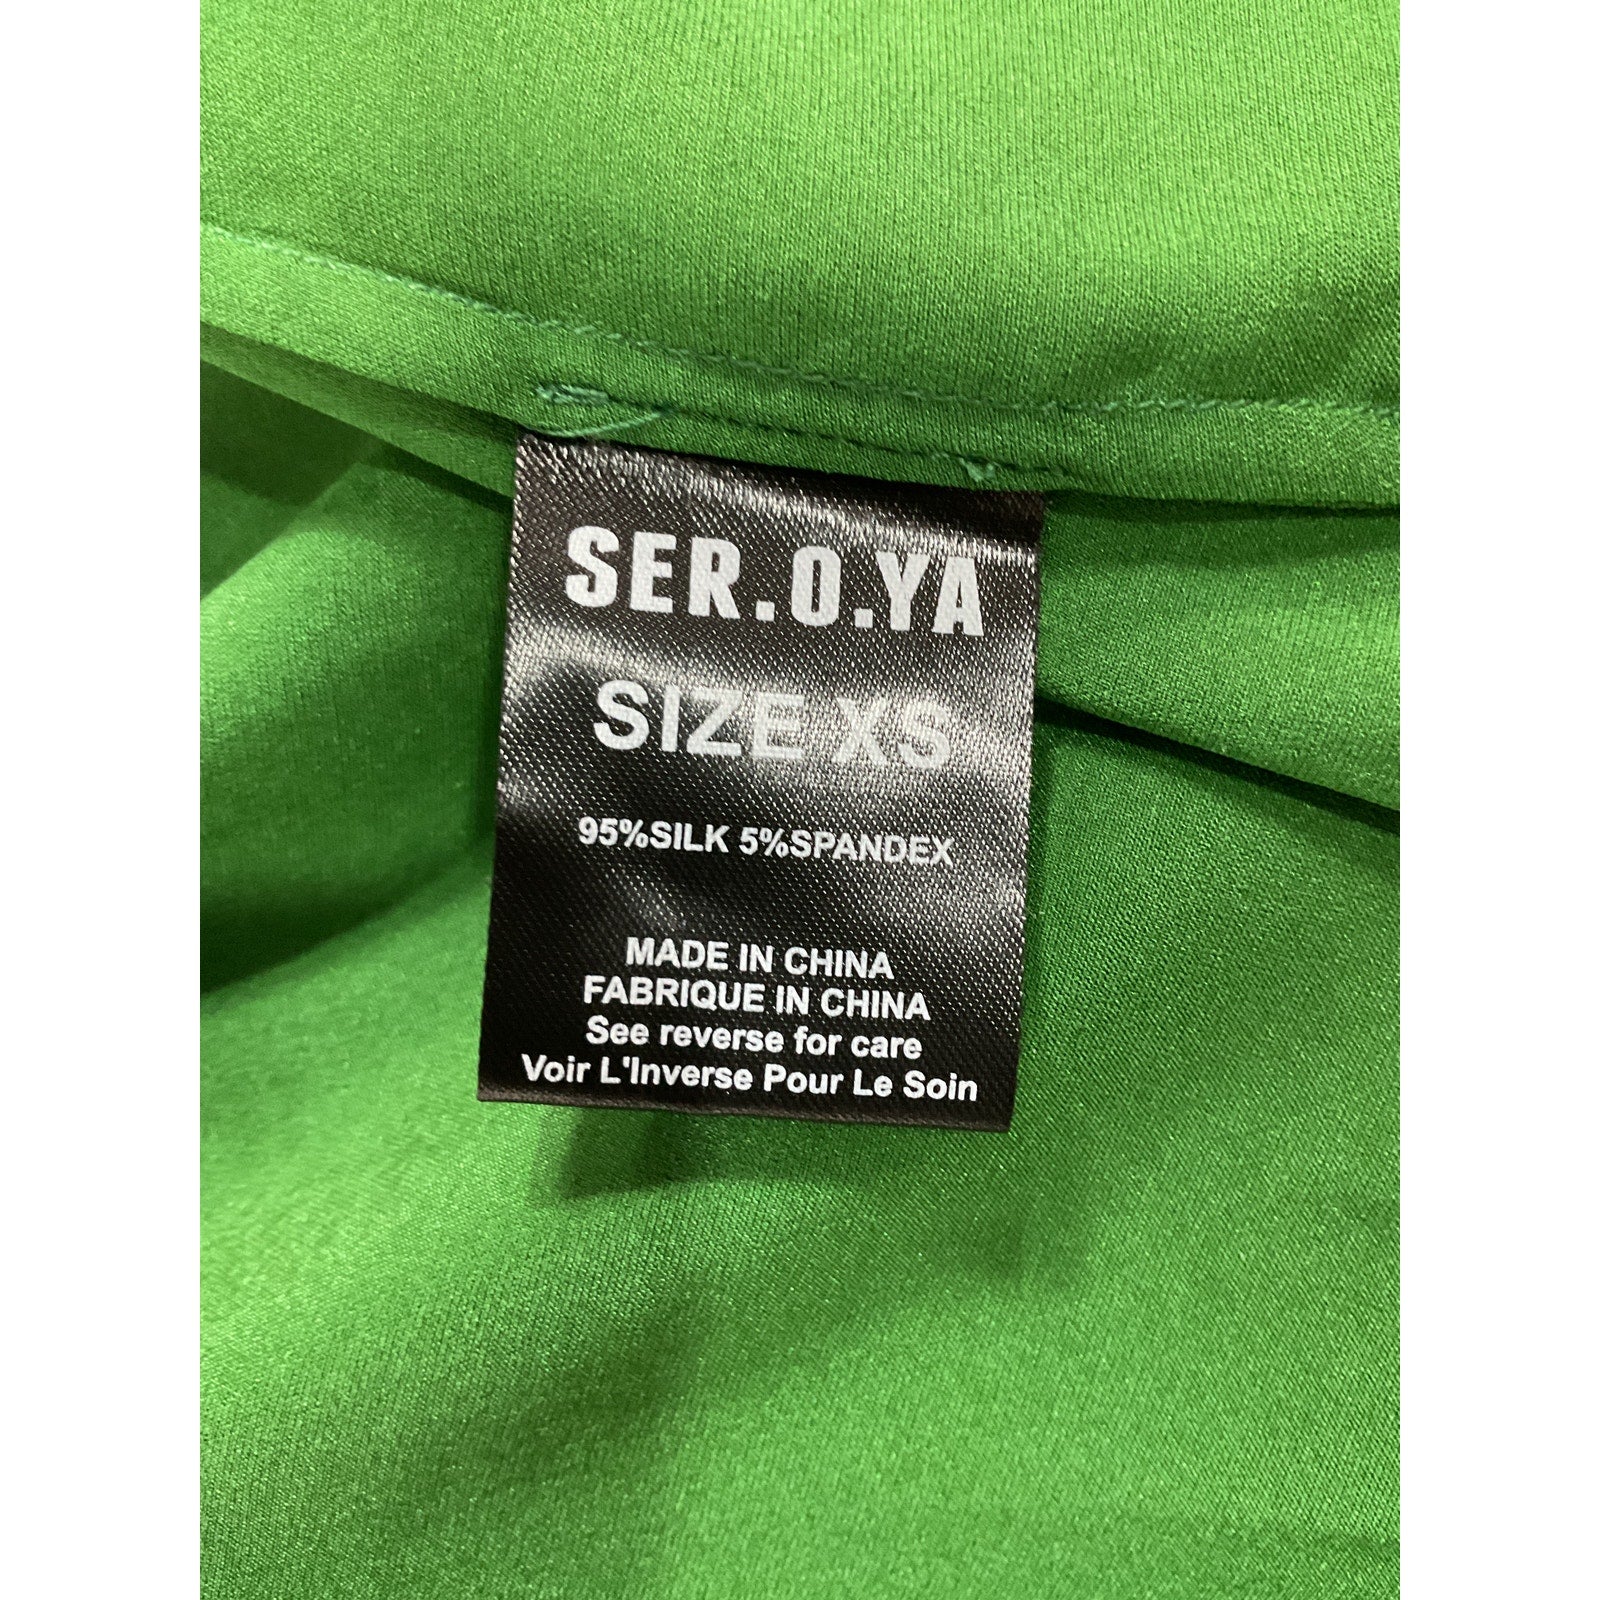 SER.O.YA
SIZE XS
95%SILK 5%SPANDEX
MADE IN CHINA
FABRIQUE IN CHINA
See reverse for care
Voir L'Inverse Pour Le Soin